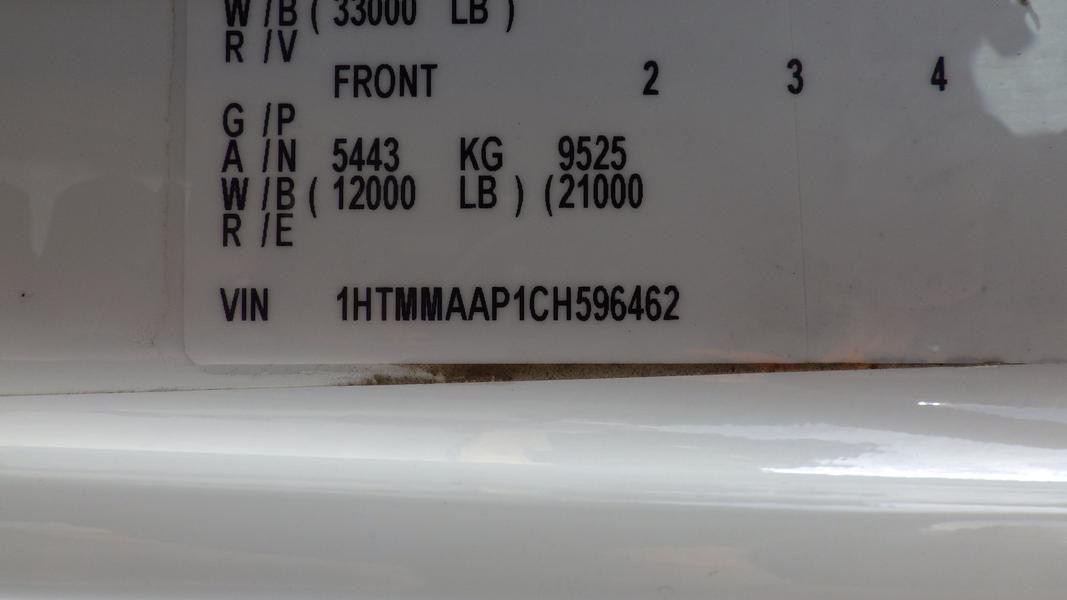 W /B ( 33000 LB )
R /V
FRONT 2 3 4
G /P
A /N 5443 KG 9525
W /B ( 12000 LB ) (21000
R /E
VIN 1HTMMAAP1CH596462